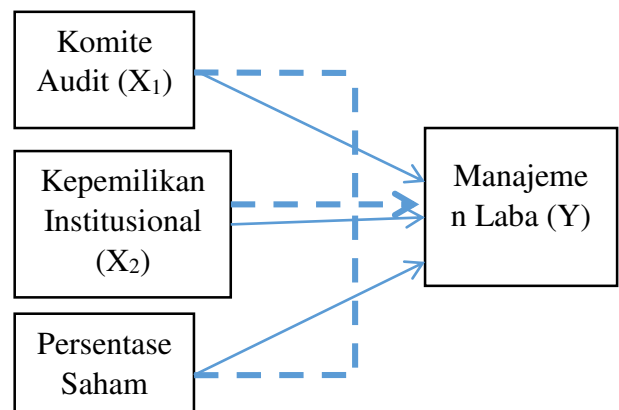 Komite
Audit (X₁)
Kepemilikan
Institusional
(X₂)
Persentase
Saham
Manajeme
n Laba (Y)